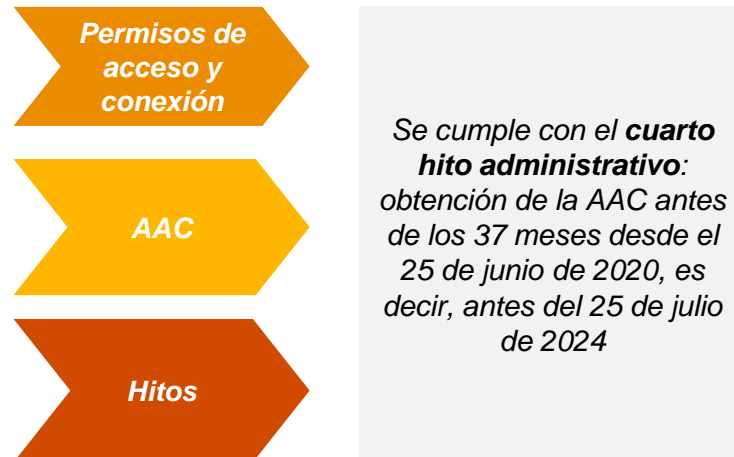 Permisos de
acceso y
conexión
AAC
Hitos
Se cumple con el cuarto
hito administrativo:
obtención de la AAC antes
de los 37 meses desde el
25 de junio de 2020, es
decir, antes del 25 de julio
de 2024